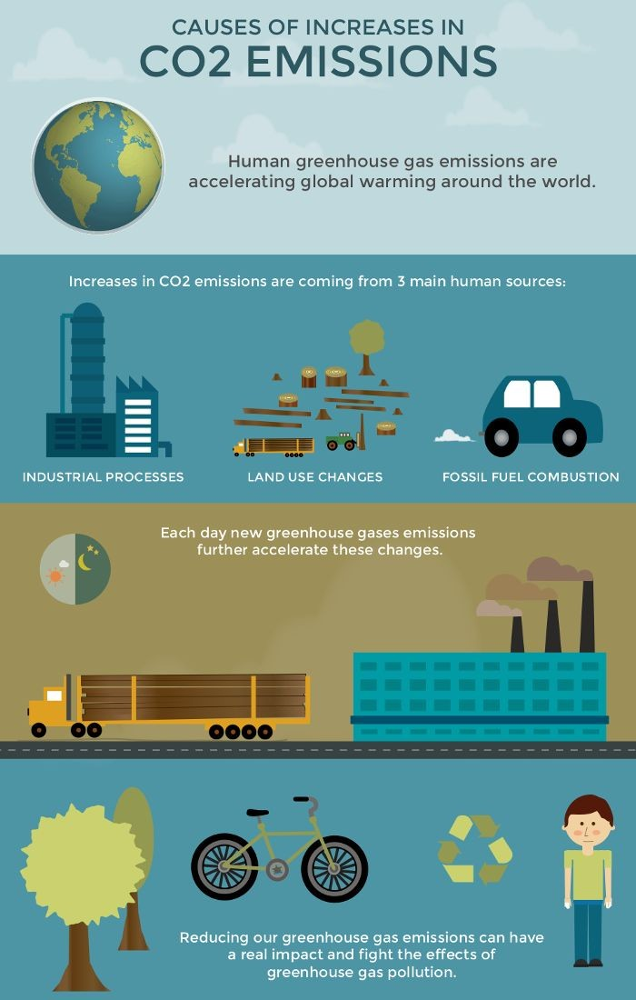 CAUSES OF INCREASES IN
CO2 EMISSIONS
Human greenhouse gas emissions are
accelerating global warming around the world.
Increases in CO2 emissions are coming from 3 main human sources:
INDUSTRIAL PROCESSES
LAND USE CHANGES
FOSSIL FUEL COMBUSTION
Each day new greenhouse gases emissions
further accelerate these changes.
Reducing our greenhouse gas emissions can have
a real impact and fight the effects of
greenhouse gas pollution.